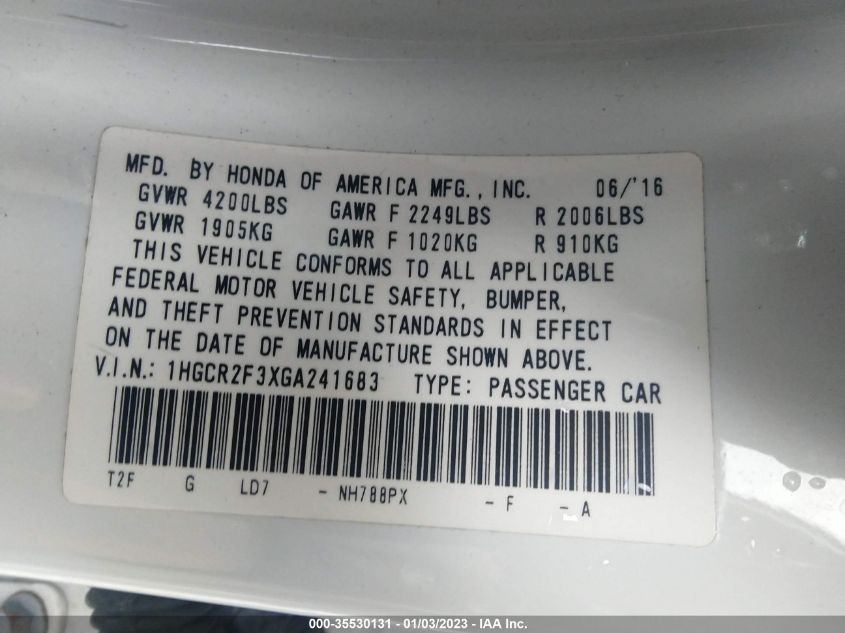 MFD. BY HONDA OF AMERICA MFG., INC. 06/'16
GVWR 4200LBS GAWR F 2249LBS R 2006LBS
GVWR 1905KG GAWR F 1020KG R 910KG
THIS VEHICLE CONFORMS TO ALL APPLICABLE
FEDERAL MOTOR VEHICLE SAFETY, BUMPER,
AND THEFT PREVENTION STANDARDS IN EFFECT
ON THE DATE OF MANUFACTURE SHOWN ABOVE.
V.I.N.: 1HGCR2F3XGA241683 TYPE: PASSENGER CAR
T2F G LD7 - NH788PX - F - A
000-35530131 - 01/03/2023 - IAA Inc.